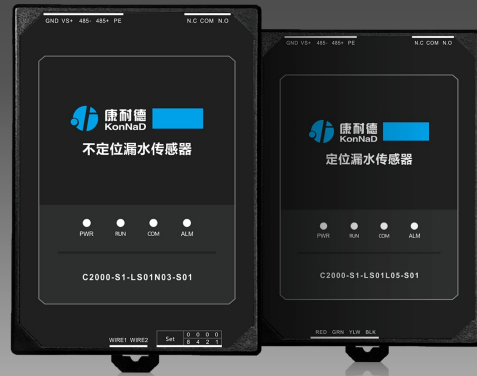 GND VS+ 485- 485+ PE
N.C COM N.O
康耐德
KonNaD
不定位漏水传感器
PWR RUN COM ALM
C2000-S1-LS01N03-S01
WIRE1 WIRE2
Set
0 0 0 0
8 4 2 1
GND VS+ 485- 485+ PE
N.C COM N.O
康耐德
KonNaD
定位漏水传感器
PWR RUN COM ALM
C2000-S1-LS01L05-S01
RED GRN YLW BLK